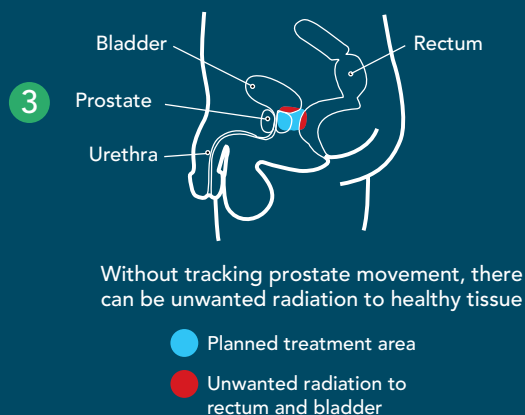 Bladder
Rectum
3
Prostate
Urethra
Without tracking prostate movement, there
can be unwanted radiation to healthy tissue
Planned treatment area
Unwanted radiation to
rectum and bladder